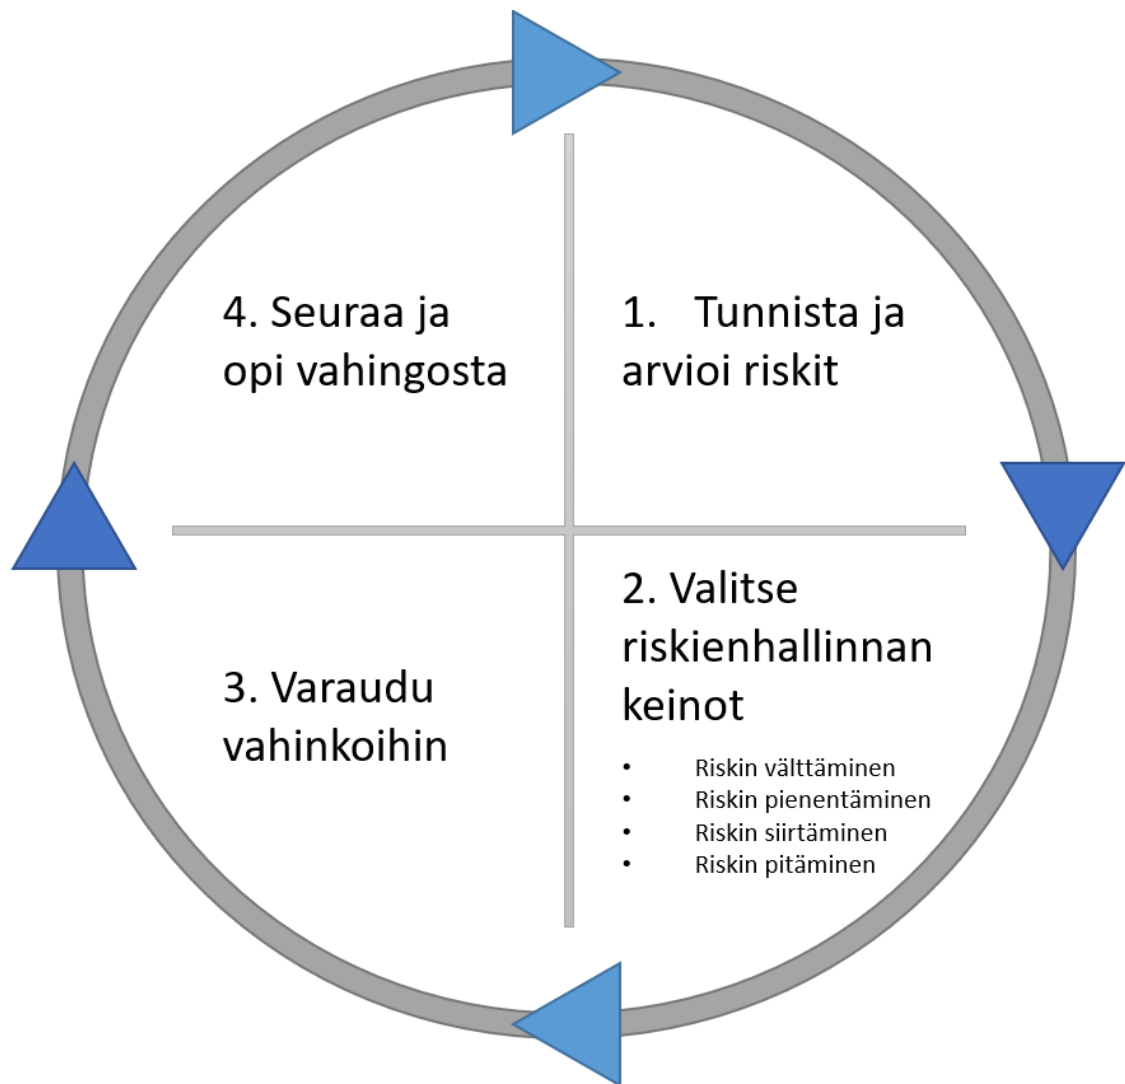 1. Tunnista ja
arvioi riskit
2. Valitse
riskienhallinnan
keinot
• Riskin välttäminen
• Riskin pienentäminen
• Riskin siirtäminen
• Riskin pitäminen
3. Varaudu
vahinkoihin
4. Seuraa ja
opi vahingosta